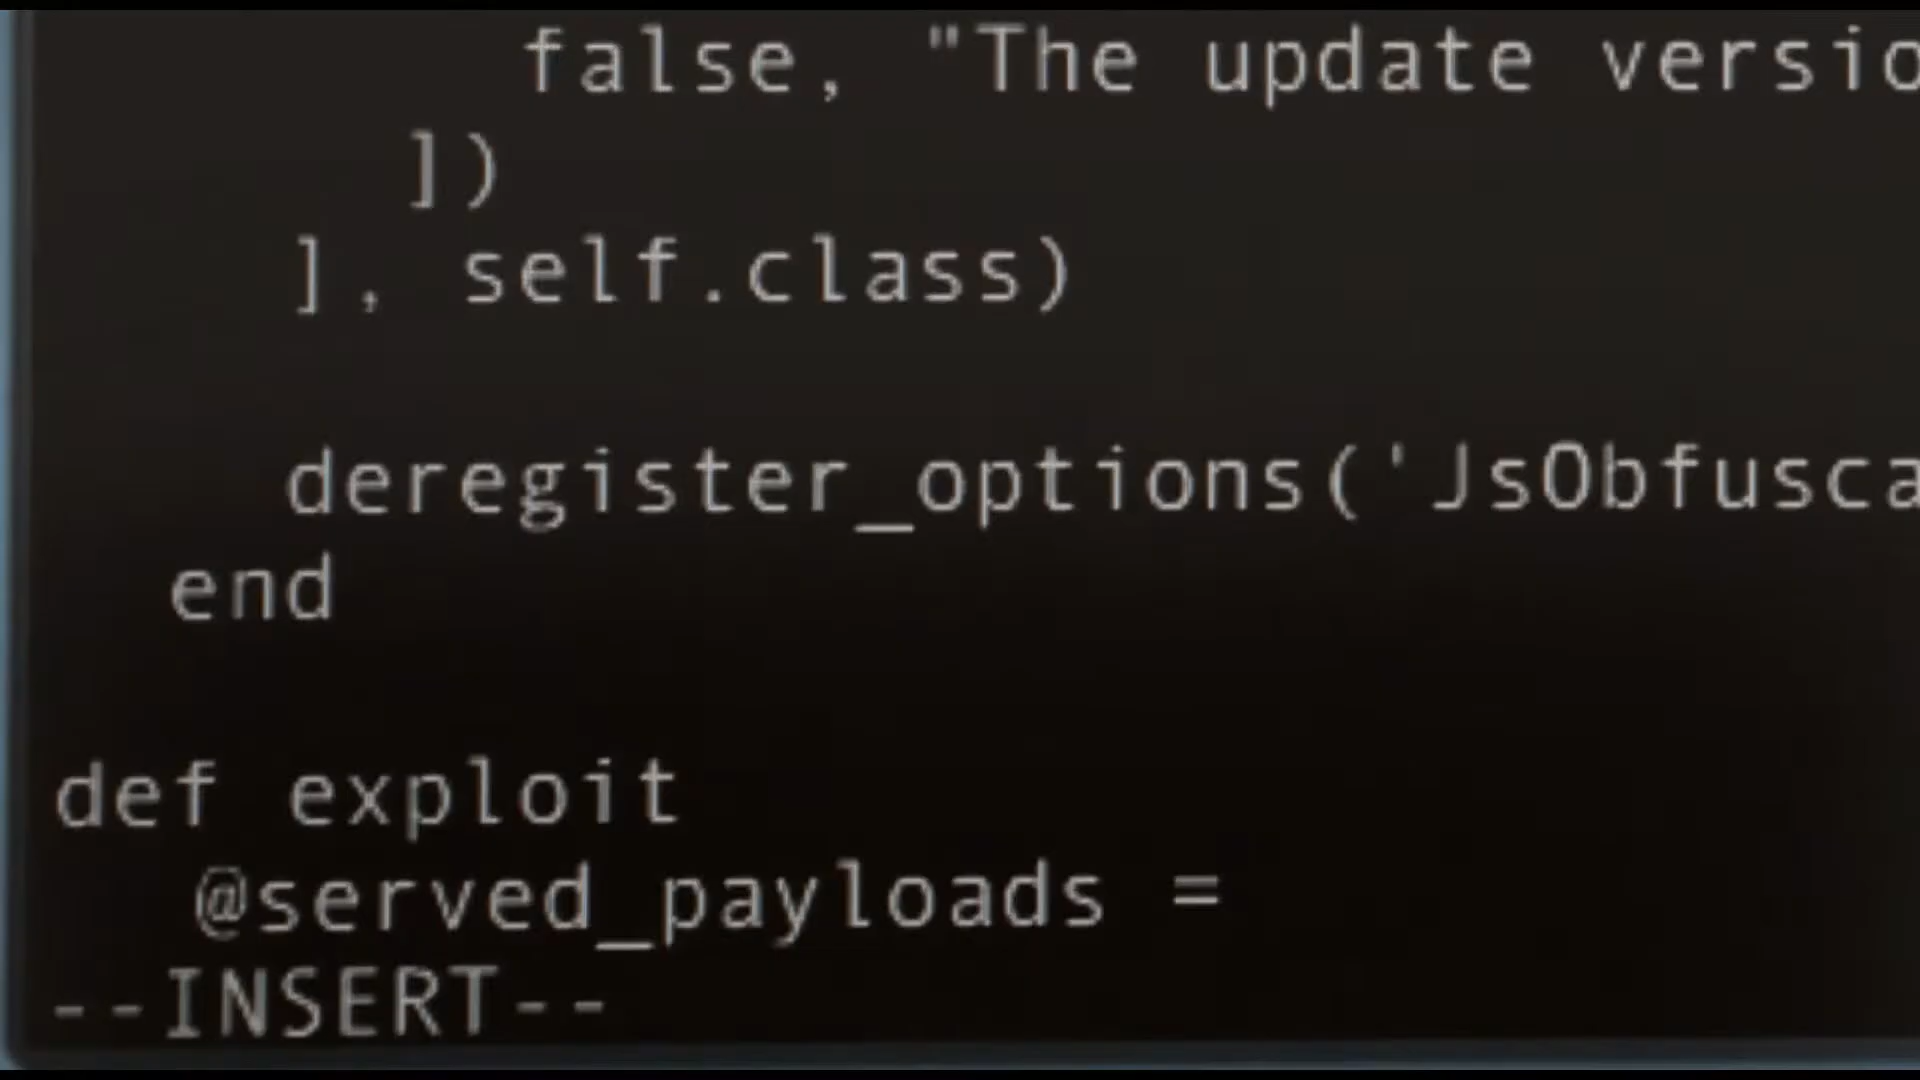 false, "The update versio
])
], self.class)
deregister_options('JsObfusca
end
def exploit
@served_payloads =
--INSERT--